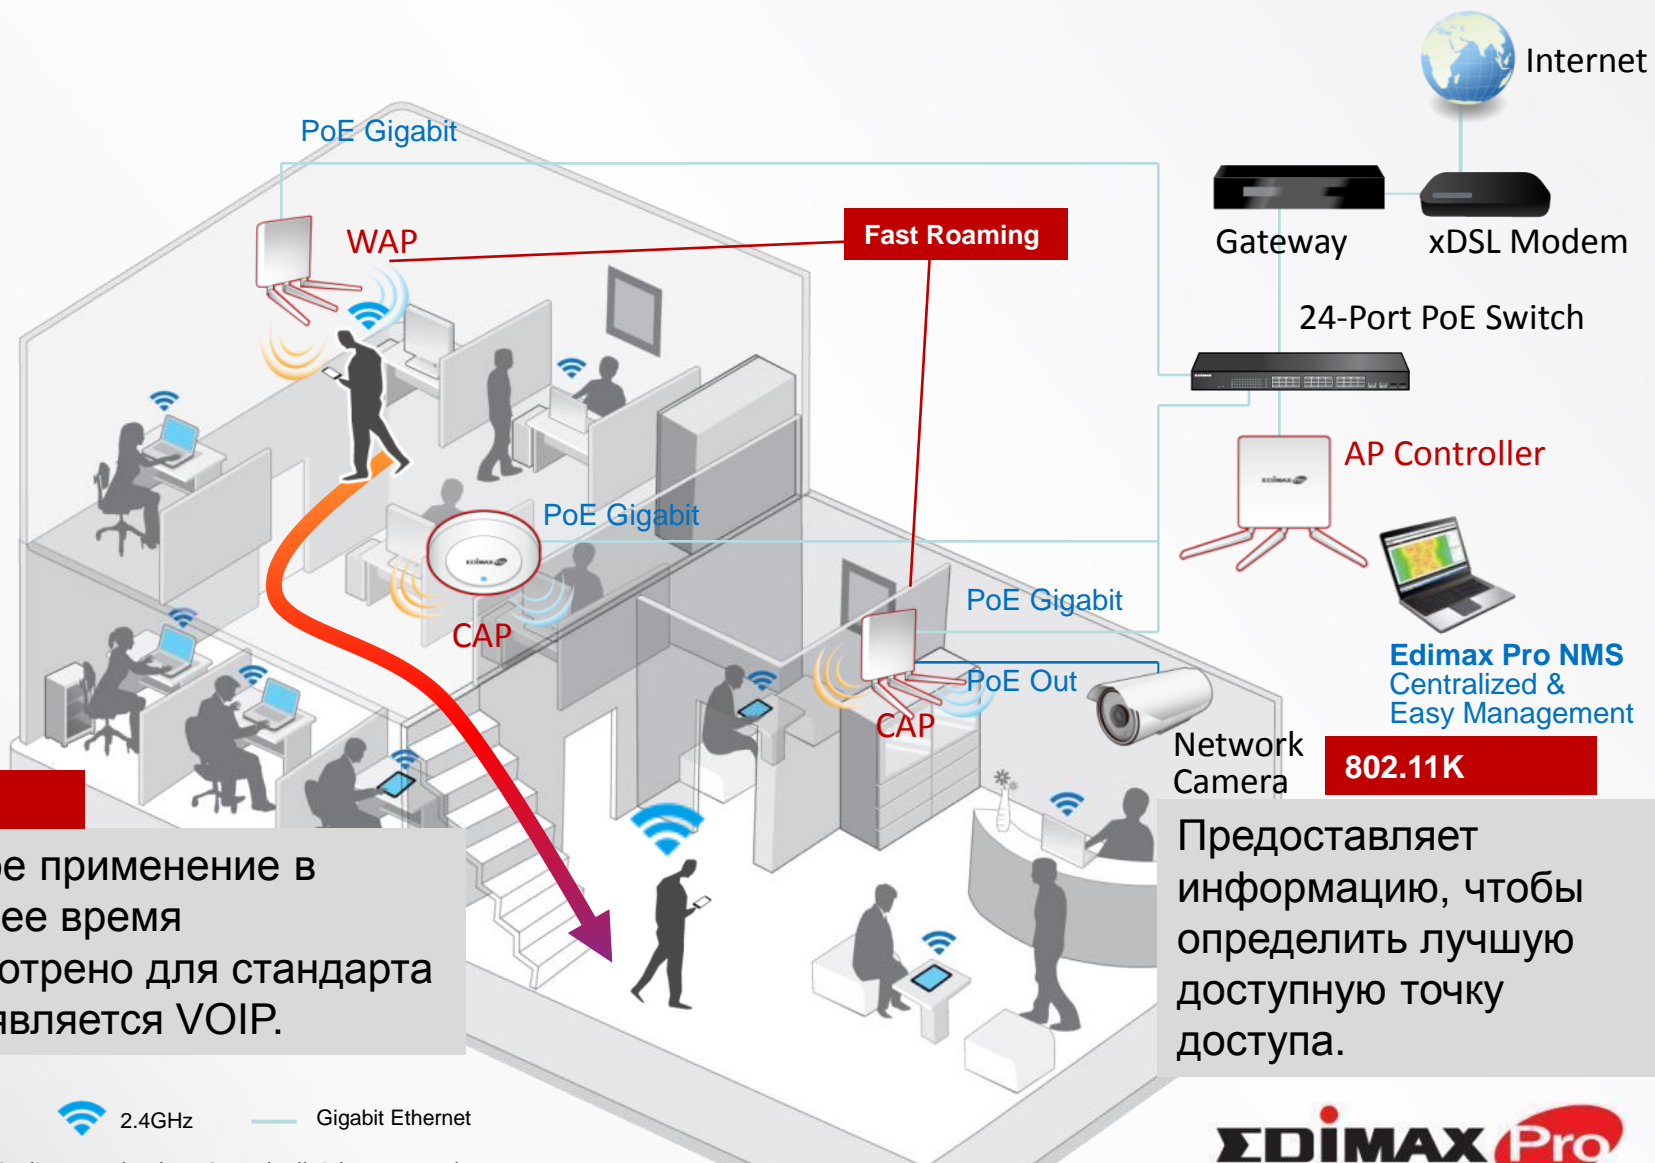 Internet
PoE Gigabit
WAP
Fast Roaming
Gateway
xDSL Modem
24-Port PoE Switch
AP Controller
PoE Gigabit
EDIMAX
CAP
PoE Gigabit
PoE Out
CAP
Network
Camera
Edimax Pro NMS
Centralized &
Easy Management
802.11K
Предоставляет
информацию, чтобы
определить лучшую
доступную точку
доступа.
применение в
время
для стандарта
является VOIP.
2.4GHz
Gigabit Ethernet
EDIMAX Pro